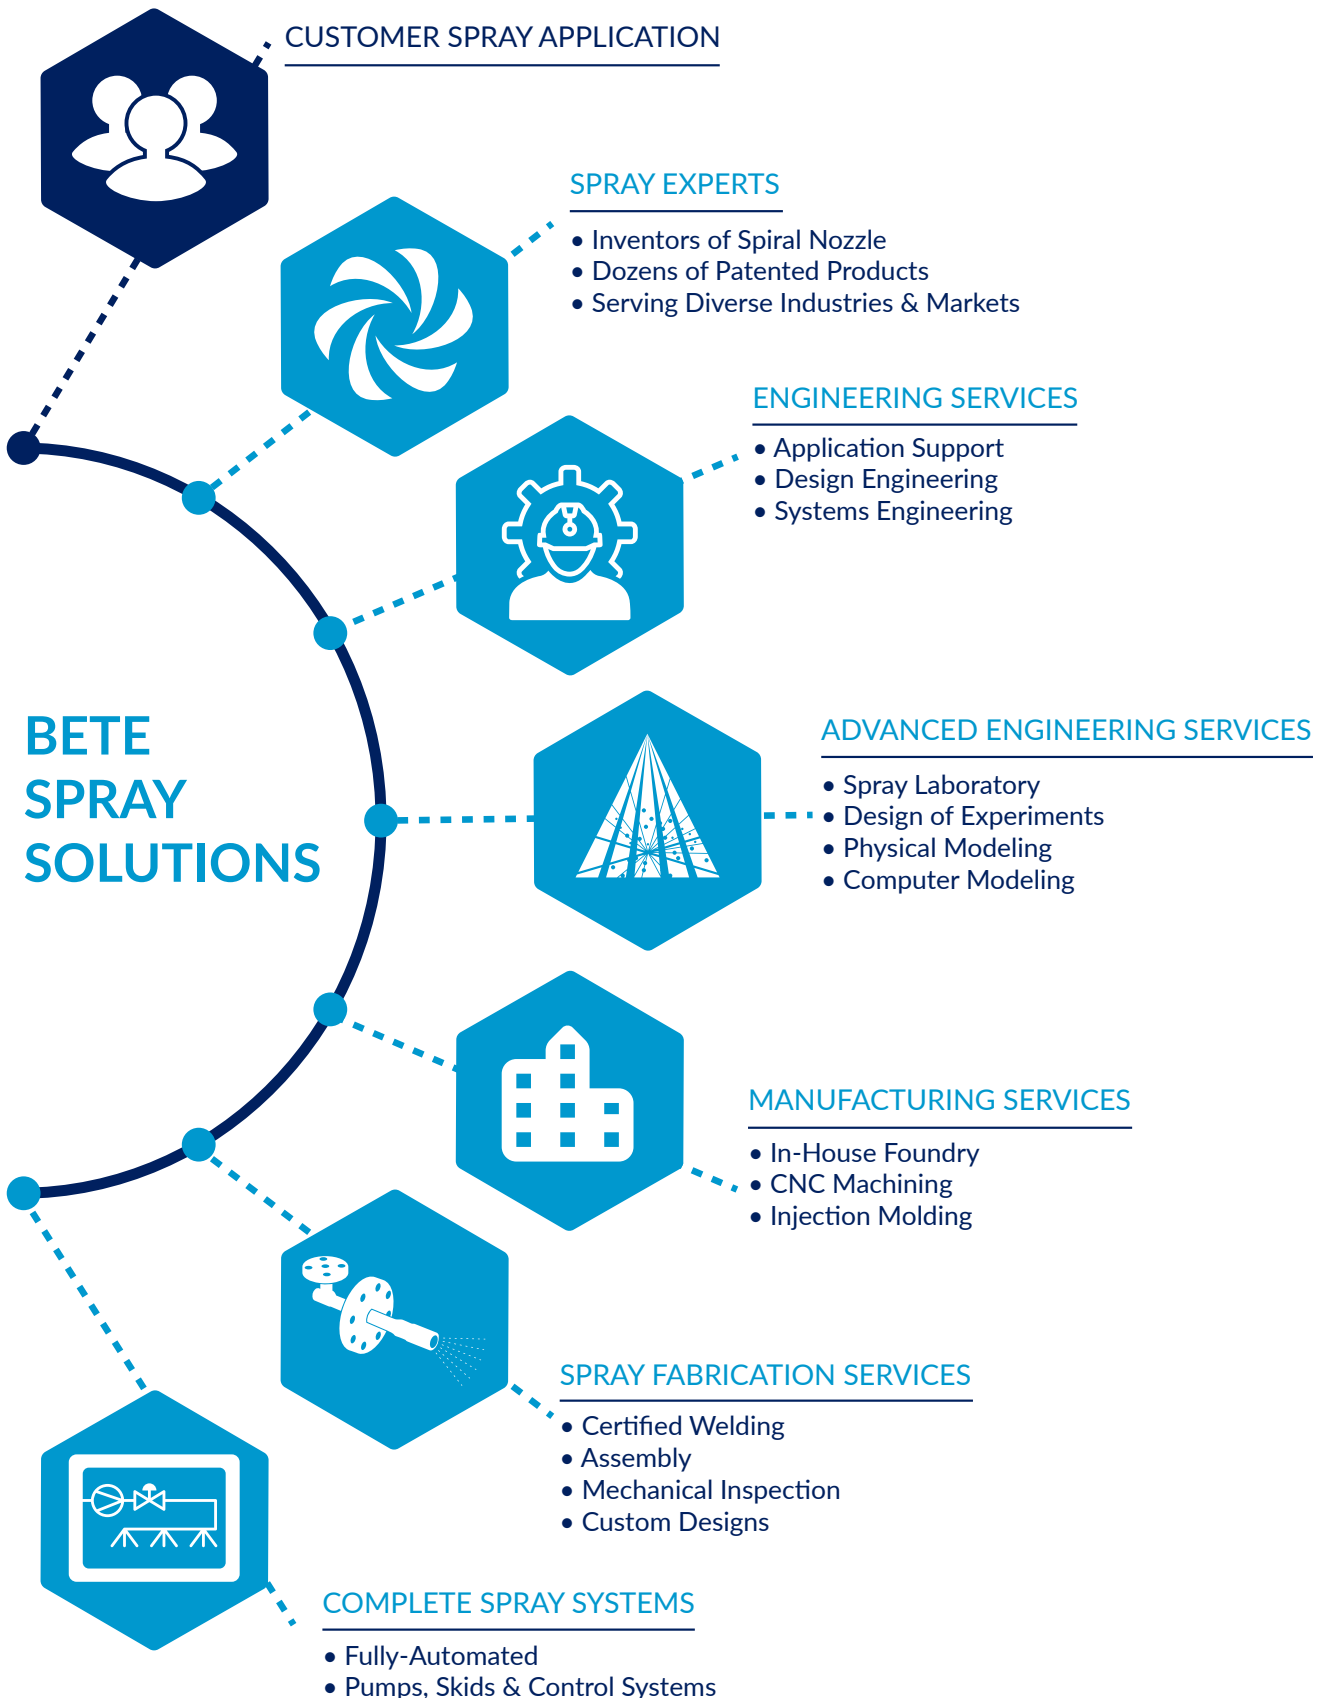 CUSTOMER SPRAY APPLICATION
SPRAY EXPERTS
• Inventors of Spiral Nozzle
• Dozens of Patented Products
• Serving Diverse Industries & Markets
ENGINEERING SERVICES
• Application Support
• Design Engineering
• Systems Engineering
BETE
SPRAY
SOLUTIONS
ADVANCED ENGINEERING SERVICES
• Spray Laboratory
• Design of Experiments
• Physical Modeling
• Computer Modeling
MANUFACTURING SERVICES
• In-House Foundry
• CNC Machining
• Injection Molding
SPRAY FABRICATION SERVICES
• Certified Welding
• Assembly
• Mechanical Inspection
• Custom Designs
COMPLETE SPRAY SYSTEMS
• Fully-Automated
• Pumps, Skids & Control Systems